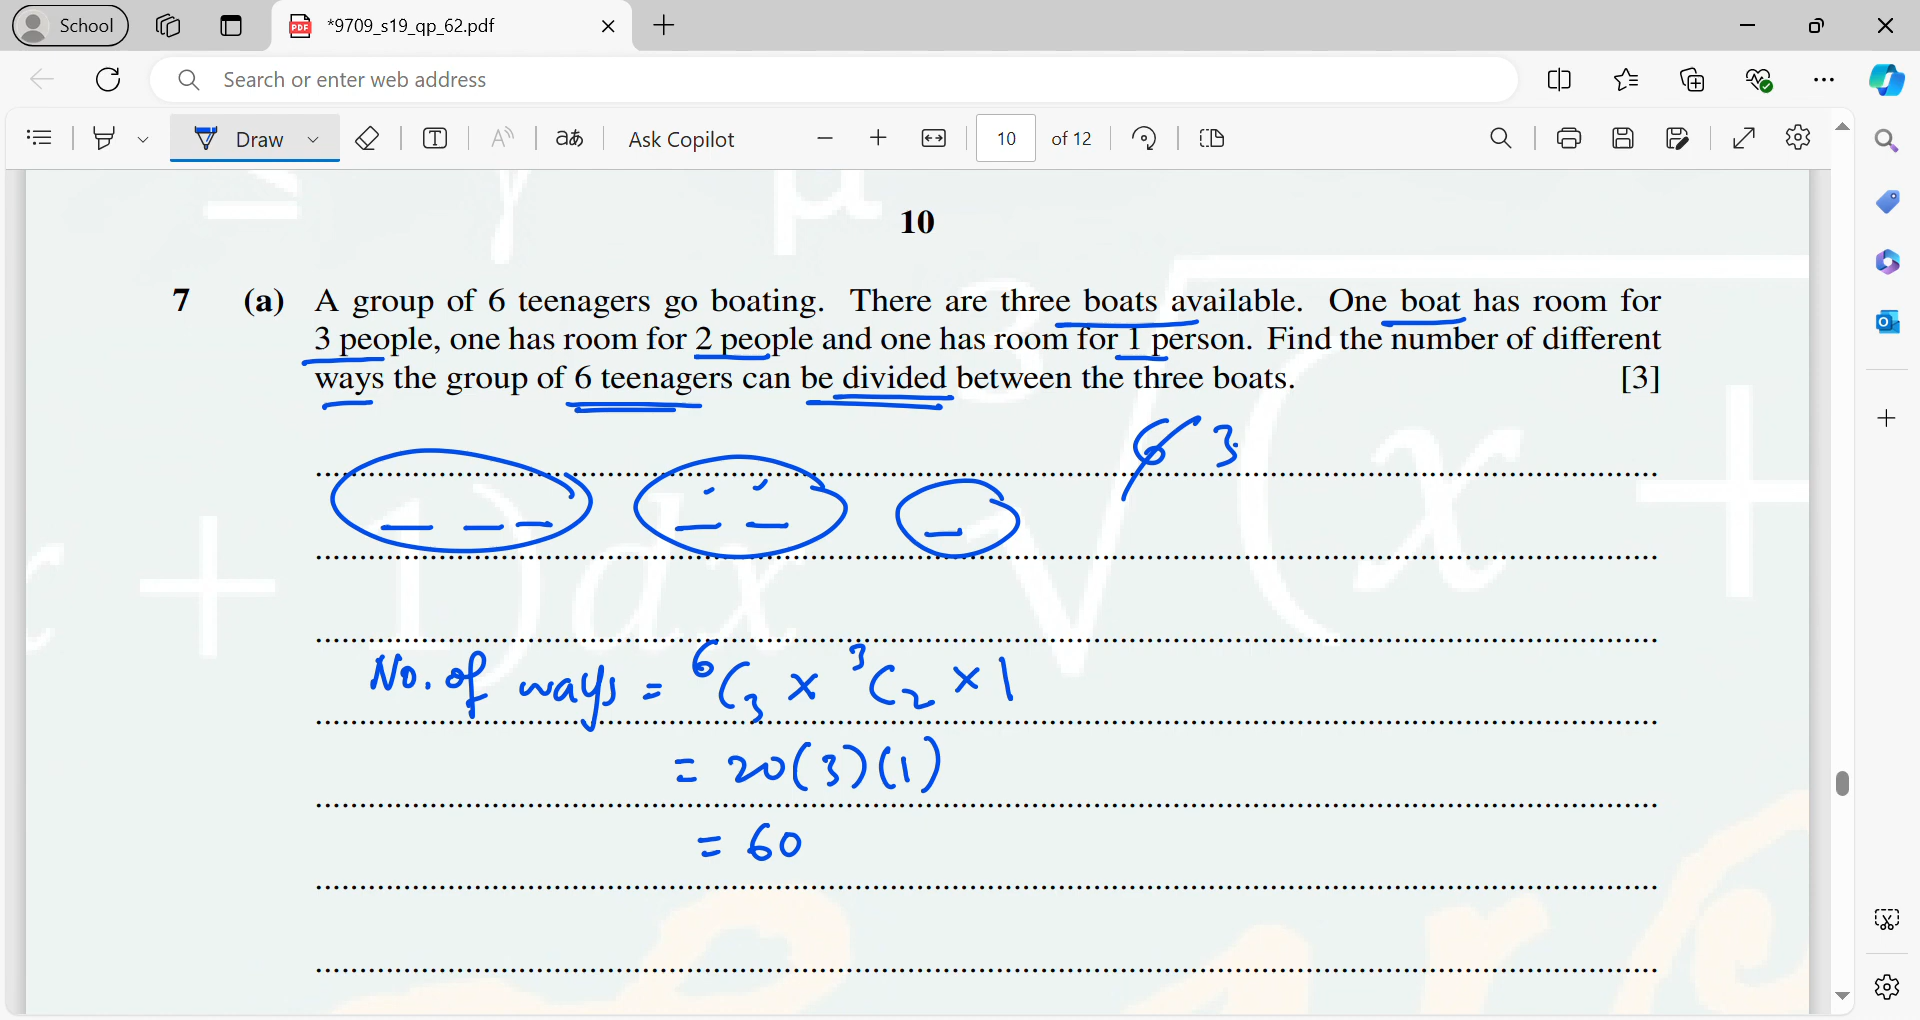 School
*9709_s19_qp_62.pdf
Search or enter web address
Draw
aあ
Ask Copilot
10 of 12
10
7 (a) A group of 6 teenagers go boating. There are three boats available. One boat has room for
3 people, one has room for 2 people and one has room for 1 person. Find the number of different
ways the group of 6 teenagers can be divided between the three boats. [3]
6 3
No. of ways = ⁶C₃ × ³C₂ × 1
= 20(3)(1)
= 60